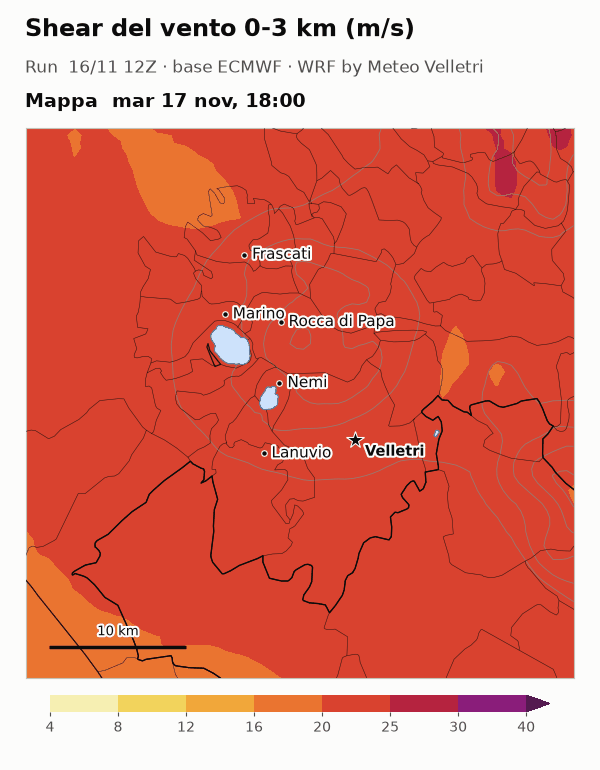 Shear del vento 0-3 km (m/s)
Run  16/11 12Z · base ECMWF · WRF by Meteo Velletri
Mappa  mar 17 nov, 18:00
Frascati
Marino
Rocca di Papa
Nemi
Velletri
Lanuvio
10 km
4 8 12 16 20 25 30 40